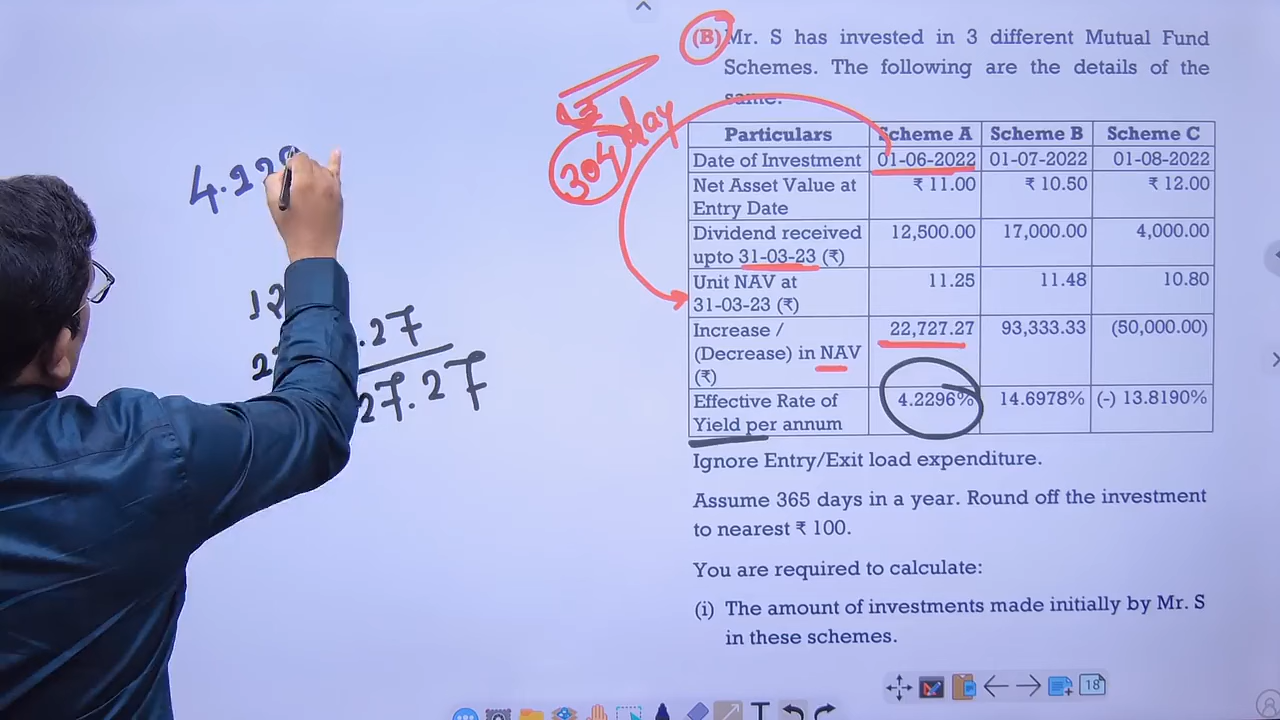 (B) Mr. S has invested in 3 different Mutual Fund
Schemes. The following are the details of the
same.
Particulars Scheme A Scheme B Scheme C
Date of Investment 01-06-2022 01-07-2022 01-08-2022
Net Asset Value at Entry Date ₹ 11.00 ₹ 10.50 ₹ 12.00
Dividend received upto 31-03-23 (₹) 12,500.00 17,000.00 4,000.00
Unit NAV at 31-03-23 (₹) 11.25 11.48 10.80
Increase / (Decrease) in NAV (₹) 22,727.27 93,333.33 (50,000.00)
Effective Rate of Yield per annum 4.2296% 14.6978% (-) 13.8190%
Ignore Entry/Exit load expenditure.
Assume 365 days in a year. Round off the investment
to nearest ₹ 100.
You are required to calculate:
(i) The amount of investments made initially by Mr. S
in these schemes.
304 day
4.22
.27
27.27
18